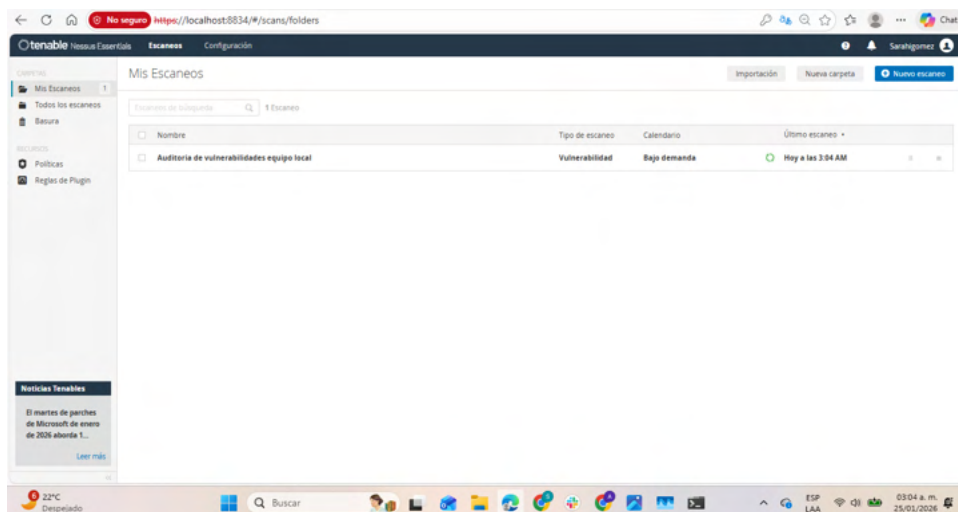 No seguro https://localhost:8834/#/scans/folders Chat
tenable Nessus Essentials Escaneos Configuración Sarahigomez
CARPETAS Mis Escaneos Importación Nueva carpeta Nuevo escaneo
Mis Escaneos 1
Todos los escaneos Escaneos de búsqueda 1 Escaneo
Basura
Nombre Tipo de escaneo Calendario Último escaneo
RECURSOS
Políticas Auditoria de vulnerabilidades equipo local Vulnerabilidad Bajo demanda Hoy a las 3:04 AM
Reglas de Plugin
Noticias Tenables
El martes de parches
de Microsoft de enero
de 2026 aborda 1...
Leer más
6 22°C Buscar ESP 03:04 a. m.
Despejado LAA 25/01/2026